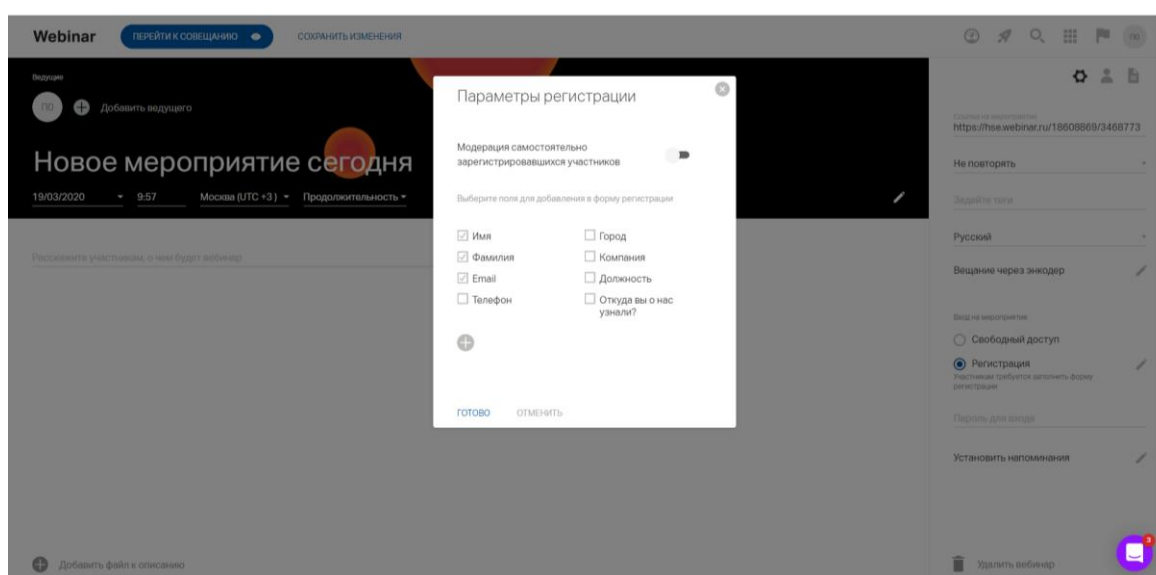 Webinar
ПЕРЕЙТИ К СОВЕЩАНИЮ
СОХРАНИТЬ ИЗМЕНЕНИЯ
ПО
Ведущие
ПО
Добавить ведущего
Новое мероприятие сегодня
19/03/2020
9:57
Москва (UTC +3)
Продолжительность
Расскажите участникам, о чем будет вебинар
Добавить файл к описанию
Параметры регистрации
Модерация самостоятельно
зарегистрировавшихся участников
Выберите поля для добавления в форму регистрации
Имя
Город
Фамилия
Компания
Email
Должность
Телефон
Откуда вы о нас
узнали?
ГОТОВО
ОТМЕНИТЬ
Ссылка на мероприятие
https://hse.webinar.ru/18608869/3468773
Не повторять
Задайте теги
Русский
Вещание через энкодер
Вход на мероприятие
Свободный доступ
Регистрация
Участникам требуется заполнить форму
регистрации
Пароль для входа
Установить напоминания
3
Удалить вебинар